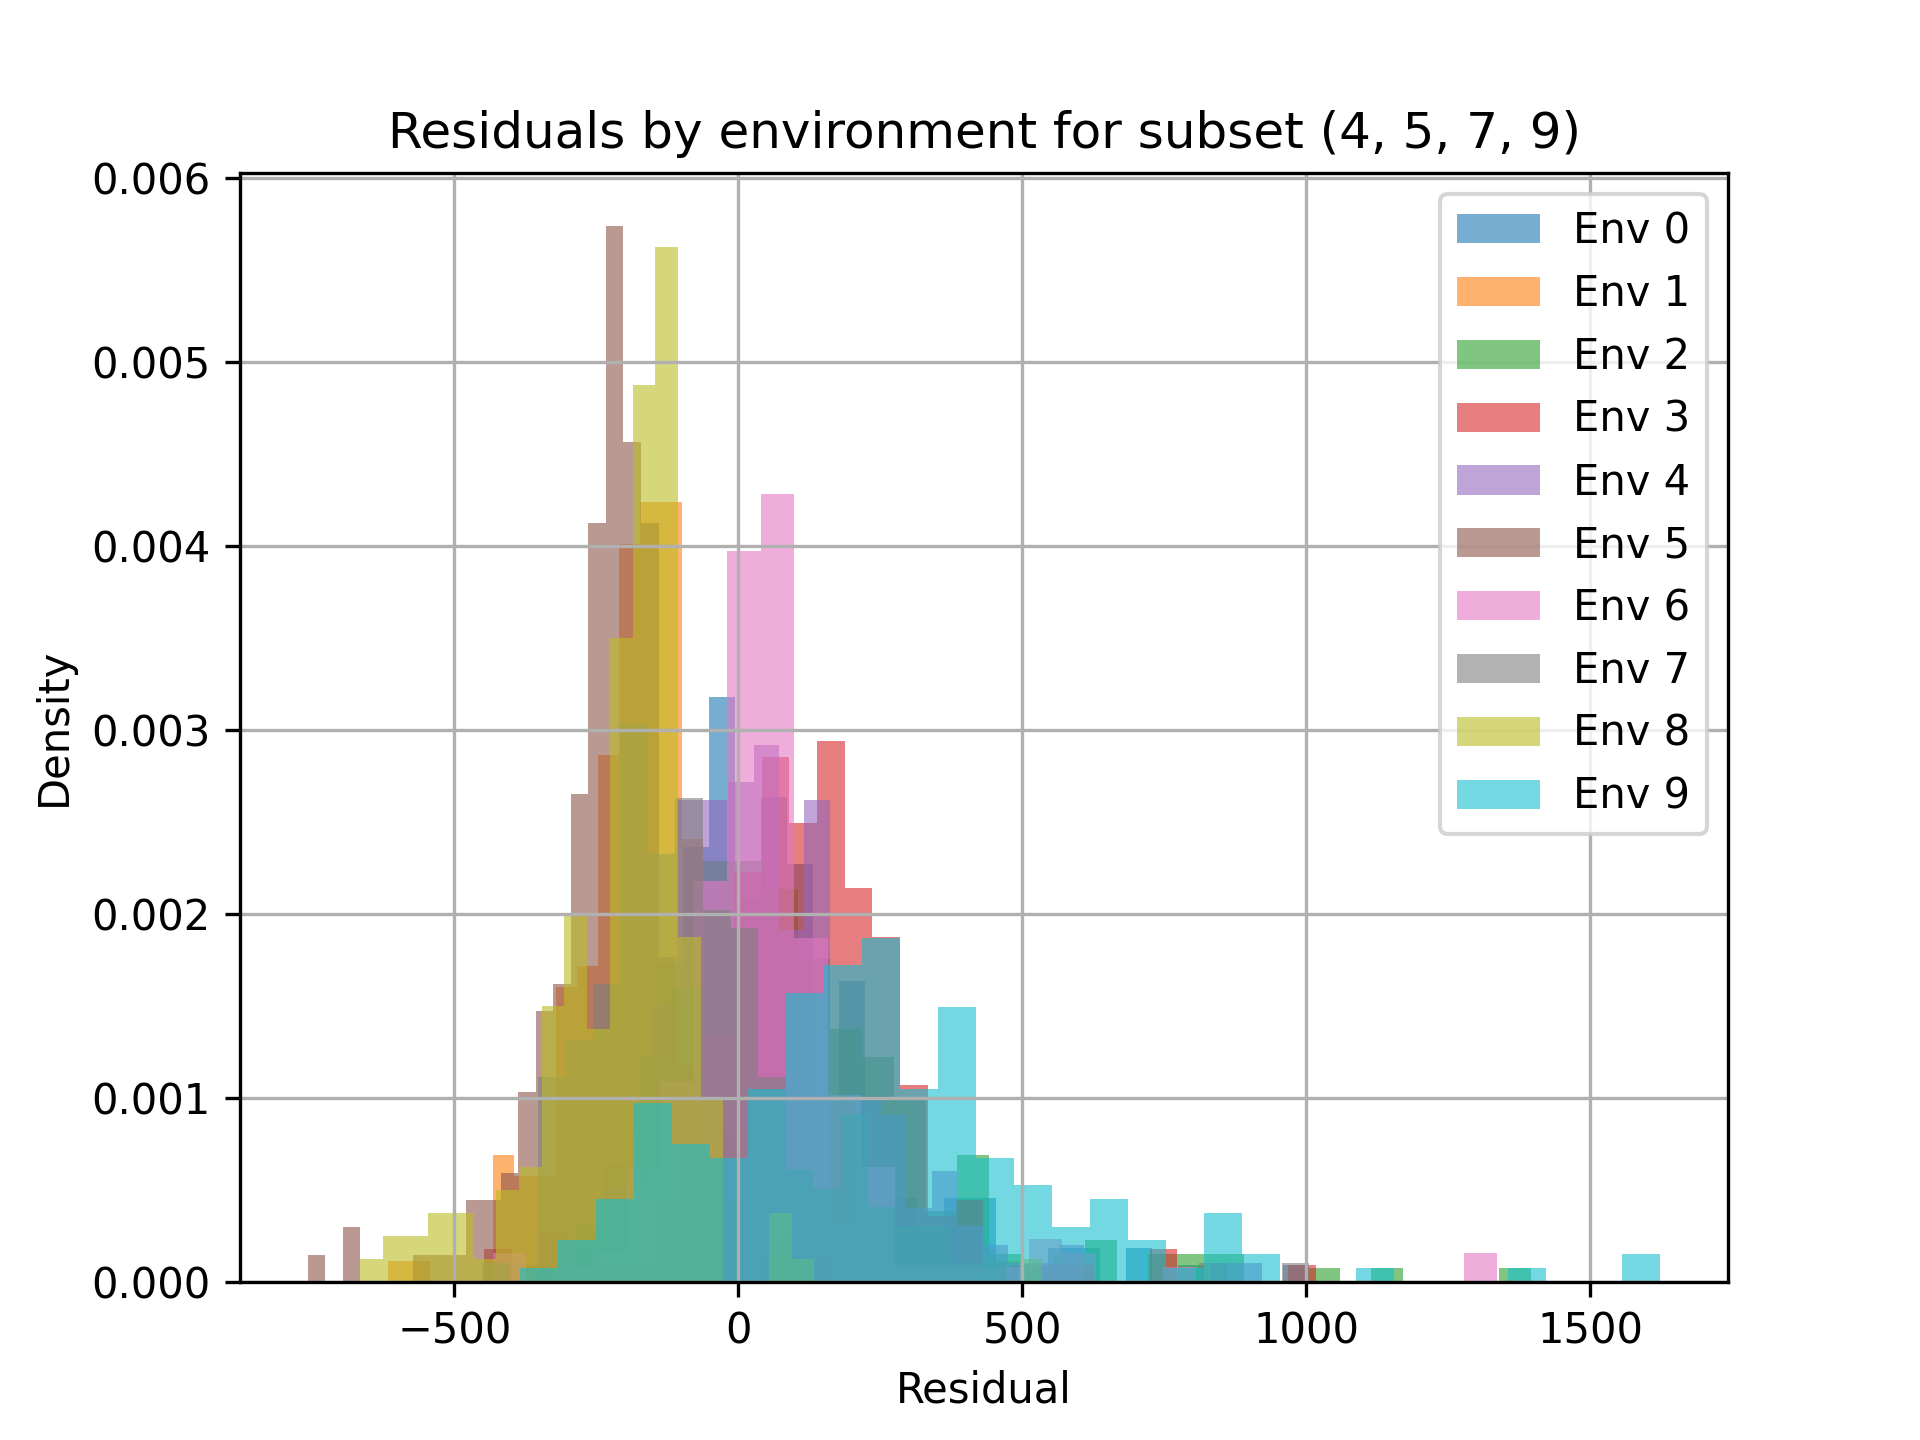 Residuals by environment for subset (4, 5, 7, 9)
0.006
0.005
0.004
0.003
0.002
0.001
0.000
Density
−500
0
500
1000
1500
Residual
Env 0
Env 1
Env 2
Env 3
Env 4
Env 5
Env 6
Env 7
Env 8
Env 9